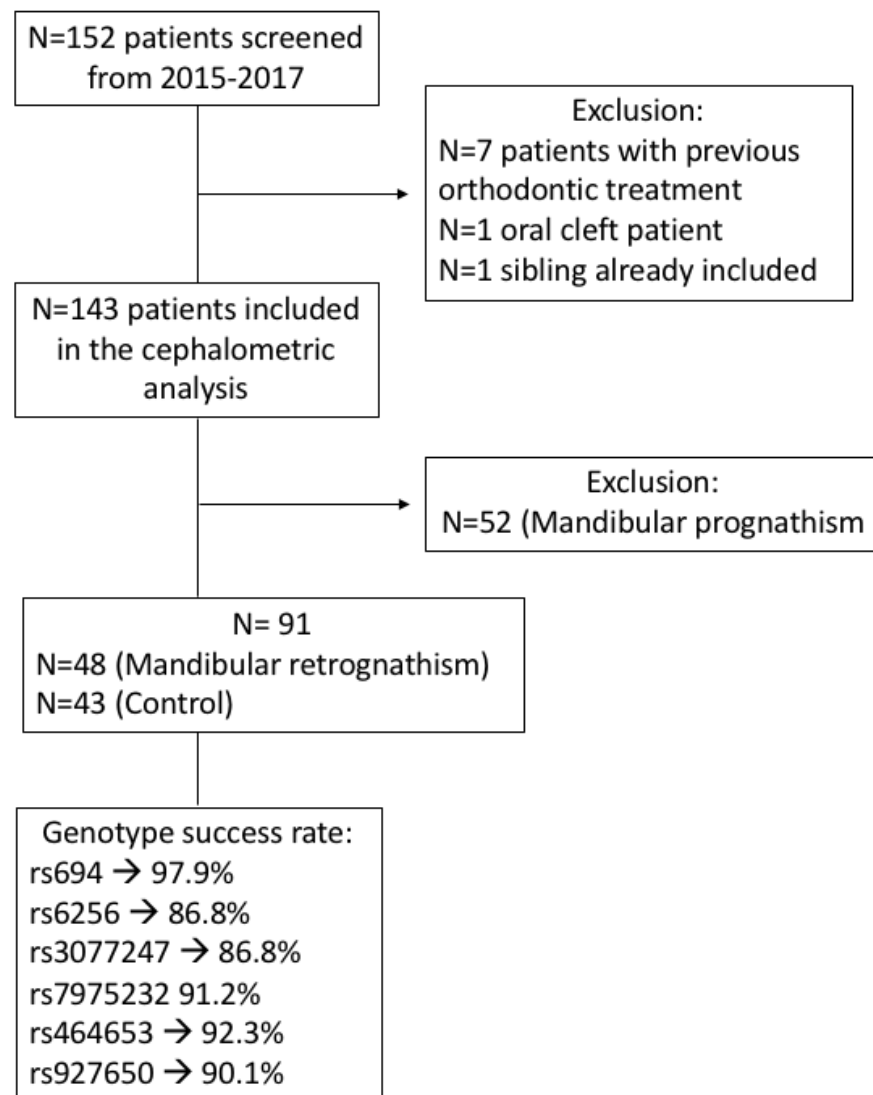 N=152 patients screened
from 2015-2017
Exclusion:
N=7 patients with previous
orthodontic treatment
N=1 oral cleft patient
N=1 sibling already included
N=143 patients included
in the cephalometric
analysis
Exclusion:
N=52 (Mandibular prognathism
N= 91
N=48 (Mandibular retrognathism)
N=43 (Control)
Genotype success rate:
rs694 → 97.9%
rs6256 → 86.8%
rs3077247 → 86.8%
rs7975232 91.2%
rs464653 → 92.3%
rs927650 → 90.1%